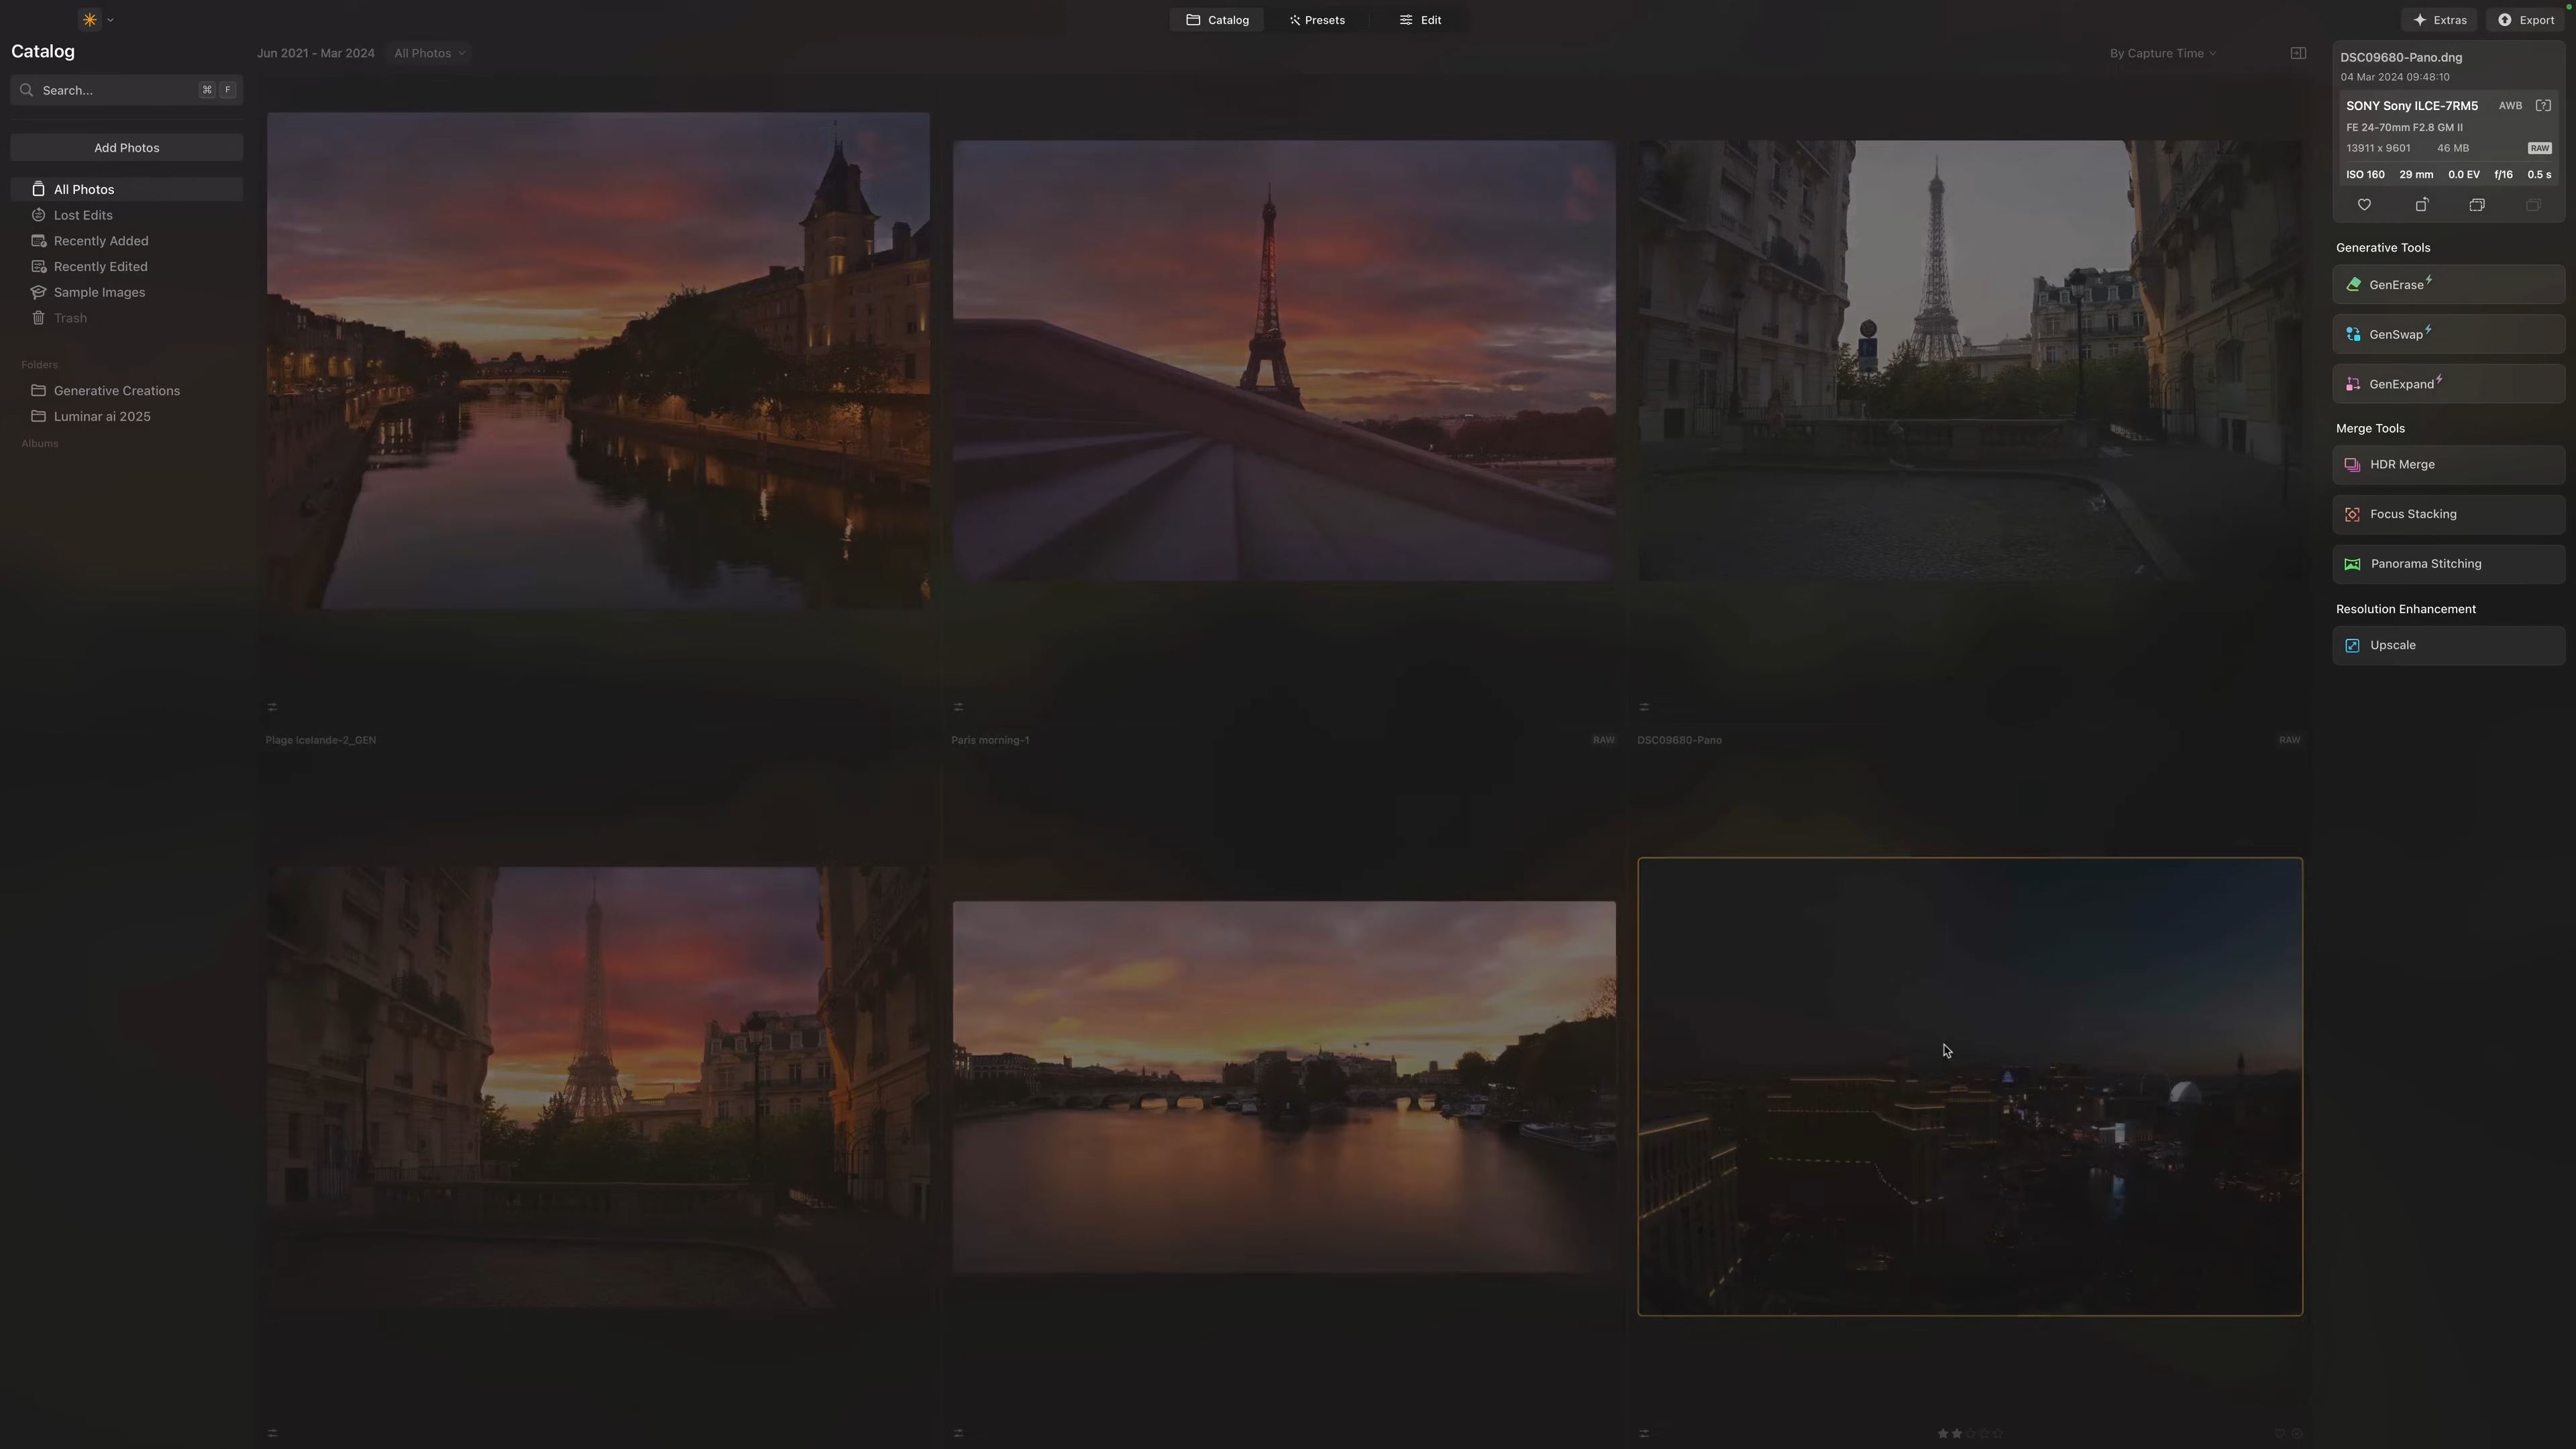 Catalog
Presets
Edit
Extras
Export
Catalog
Jun 2021 - Mar 2024
All Photos
By Capture Time
Search...
⌘ F
Add Photos
All Photos
Lost Edits
Recently Added
Recently Edited
Sample Images
Trash
Folders
Generative Creations
Luminar ai 2025
Albums
Plage Icelande-2_GEN
Paris morning-1
RAW
DSC09680-Pano
RAW
DSC09680-Pano.dng
04 Mar 2024 09:48:10
SONY Sony ILCE-7RM5
AWB
[?]
FE 24-70mm F2.8 GM II
13911 x 9601
46 MB
RAW
ISO 160
29 mm
0.0 EV
f/16
0.5 s
Generative Tools
GenErase
GenSwap
GenExpand
Merge Tools
HDR Merge
Focus Stacking
Panorama Stitching
Resolution Enhancement
Upscale